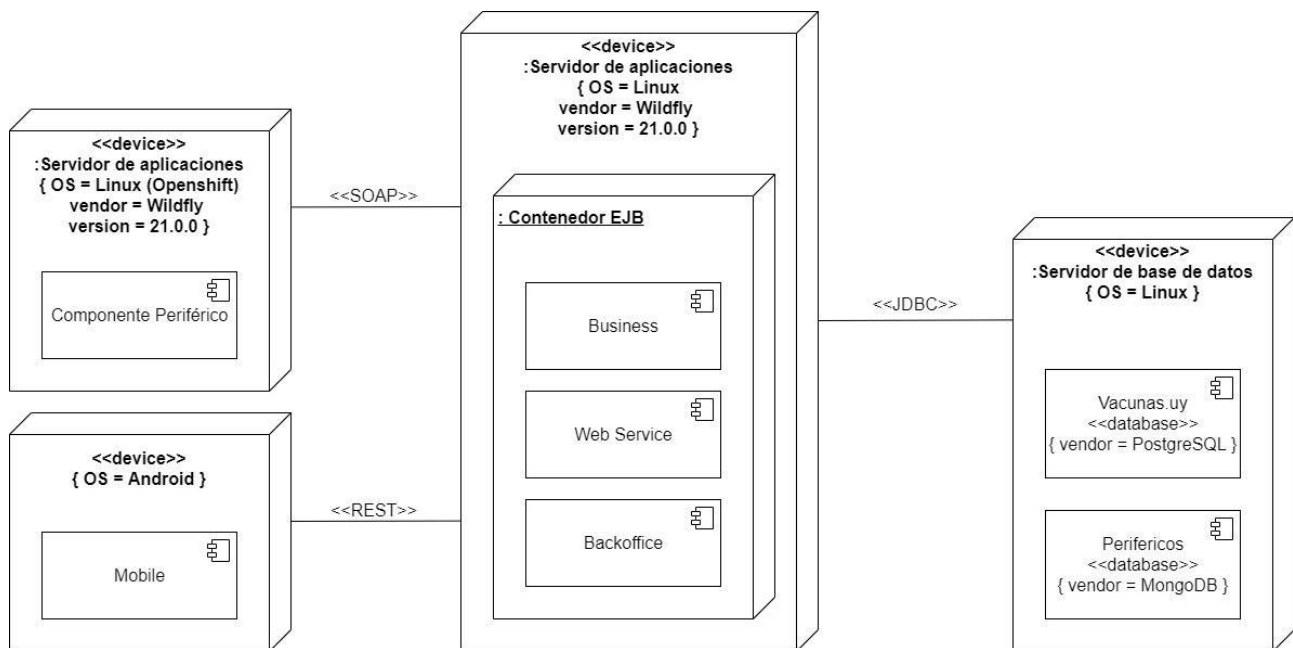 <<device>>
:Servidor de aplicaciones
{ OS = Linux (Openshift)
vendor = Wildfly
version = 21.0.0 }
Componente Periférico
<<SOAP>>
<<device>>
{ OS = Android }
Mobile
<<REST>>
<<device>>
:Servidor de aplicaciones
{ OS = Linux
vendor = Wildfly
version = 21.0.0 }
: Contenedor EJB
Business
Web Service
Backoffice
<<JDBC>>
<<device>>
:Servidor de base de datos
{ OS = Linux }
Vacunas.uy
<<database>>
{ vendor = PostgreSQL }
Perifericos
<<database>>
{ vendor = MongoDB }